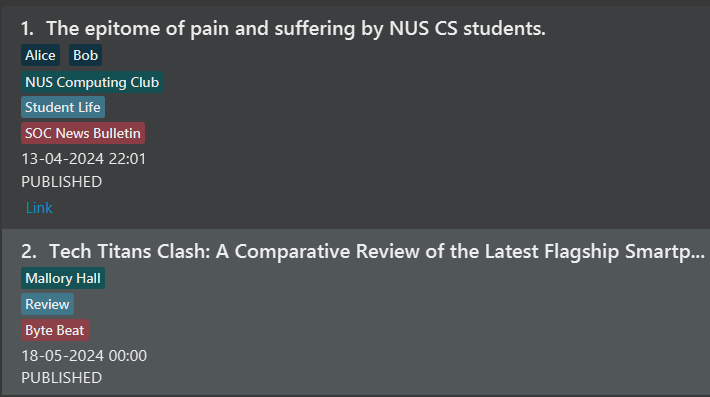 1. The epitome of pain and suffering by NUS CS students.
Alice Bob
NUS Computing Club
Student Life
SOC News Bulletin
13-04-2024 22:01
PUBLISHED
Link
2. Tech Titans Clash: A Comparative Review of the Latest Flagship Smartp...
Mallory Hall
Review
Byte Beat
18-05-2024 00:00
PUBLISHED